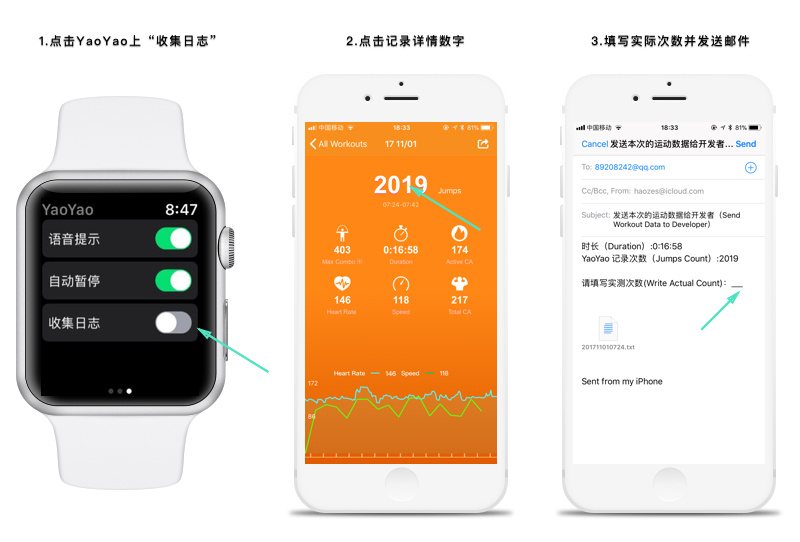 1.点击YaoYao上“收集日志”
2.点击记录详情数字
3.填写实际次数并发送邮件
YaoYao 8:47
语音提示
自动暂停
收集日志
中国移动 18:33 81%
All Workouts 17 11/01
2019 Jumps
07:24-07:42
403 0:16:58 174
Max Combo Duration Active CA
146 118 217
Heart Rate Speed Total CA
Heart Rate 146 Speed 118
172
86
中国移动 18:33 81%
Cancel 发送本次的运动数据给开发者... Send
To: 89208242@qq.com
Cc/Bcc, From: haozes@icloud.com
Subject: 发送本次的运动数据给开发者（Send
Workout Data to Developer）
时长（Duration）:0:16:58
YaoYao 记录次数（Jumps Count）:2019
请填写实测次数(Write Actual Count)：__
201711010724.txt
Sent from my iPhone